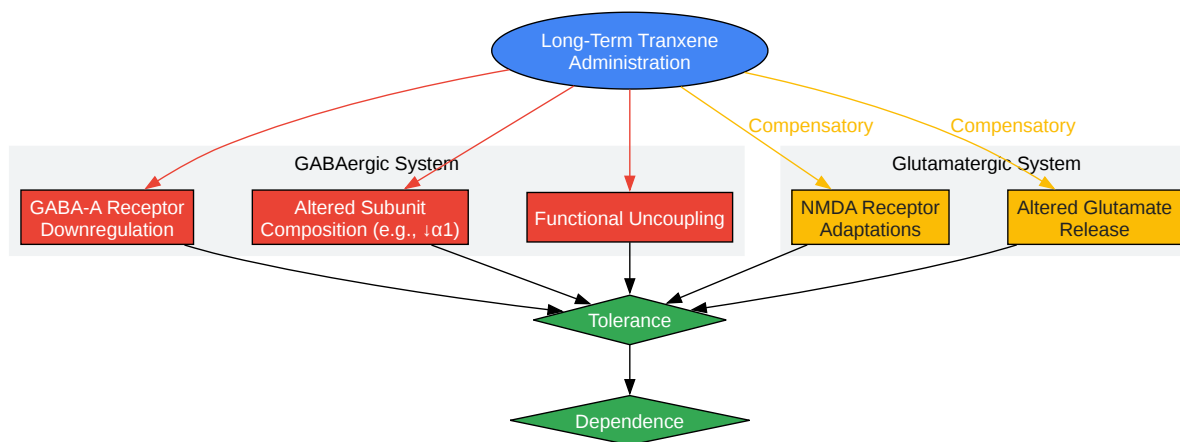 Long-Term Tranxene
Administration
Compensatory
Compensatory
GABAergic System
Glutamatergic System
GABA-A Receptor
Downregulation
Altered Subunit
Composition (e.g., ↓α1)
Functional Uncoupling
NMDA Receptor
Adaptations
Altered Glutamate
Release
Tolerance
Dependence